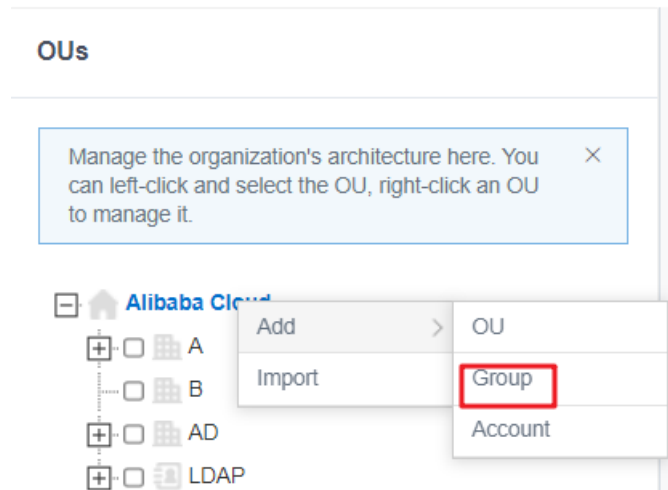 OUs
Manage the organization's architecture here. You
can left-click and select the OU, right-click an OU
to manage it.
Alibaba Cloud
Add
OU
A
Import
Group
B
Account
AD
LDAP